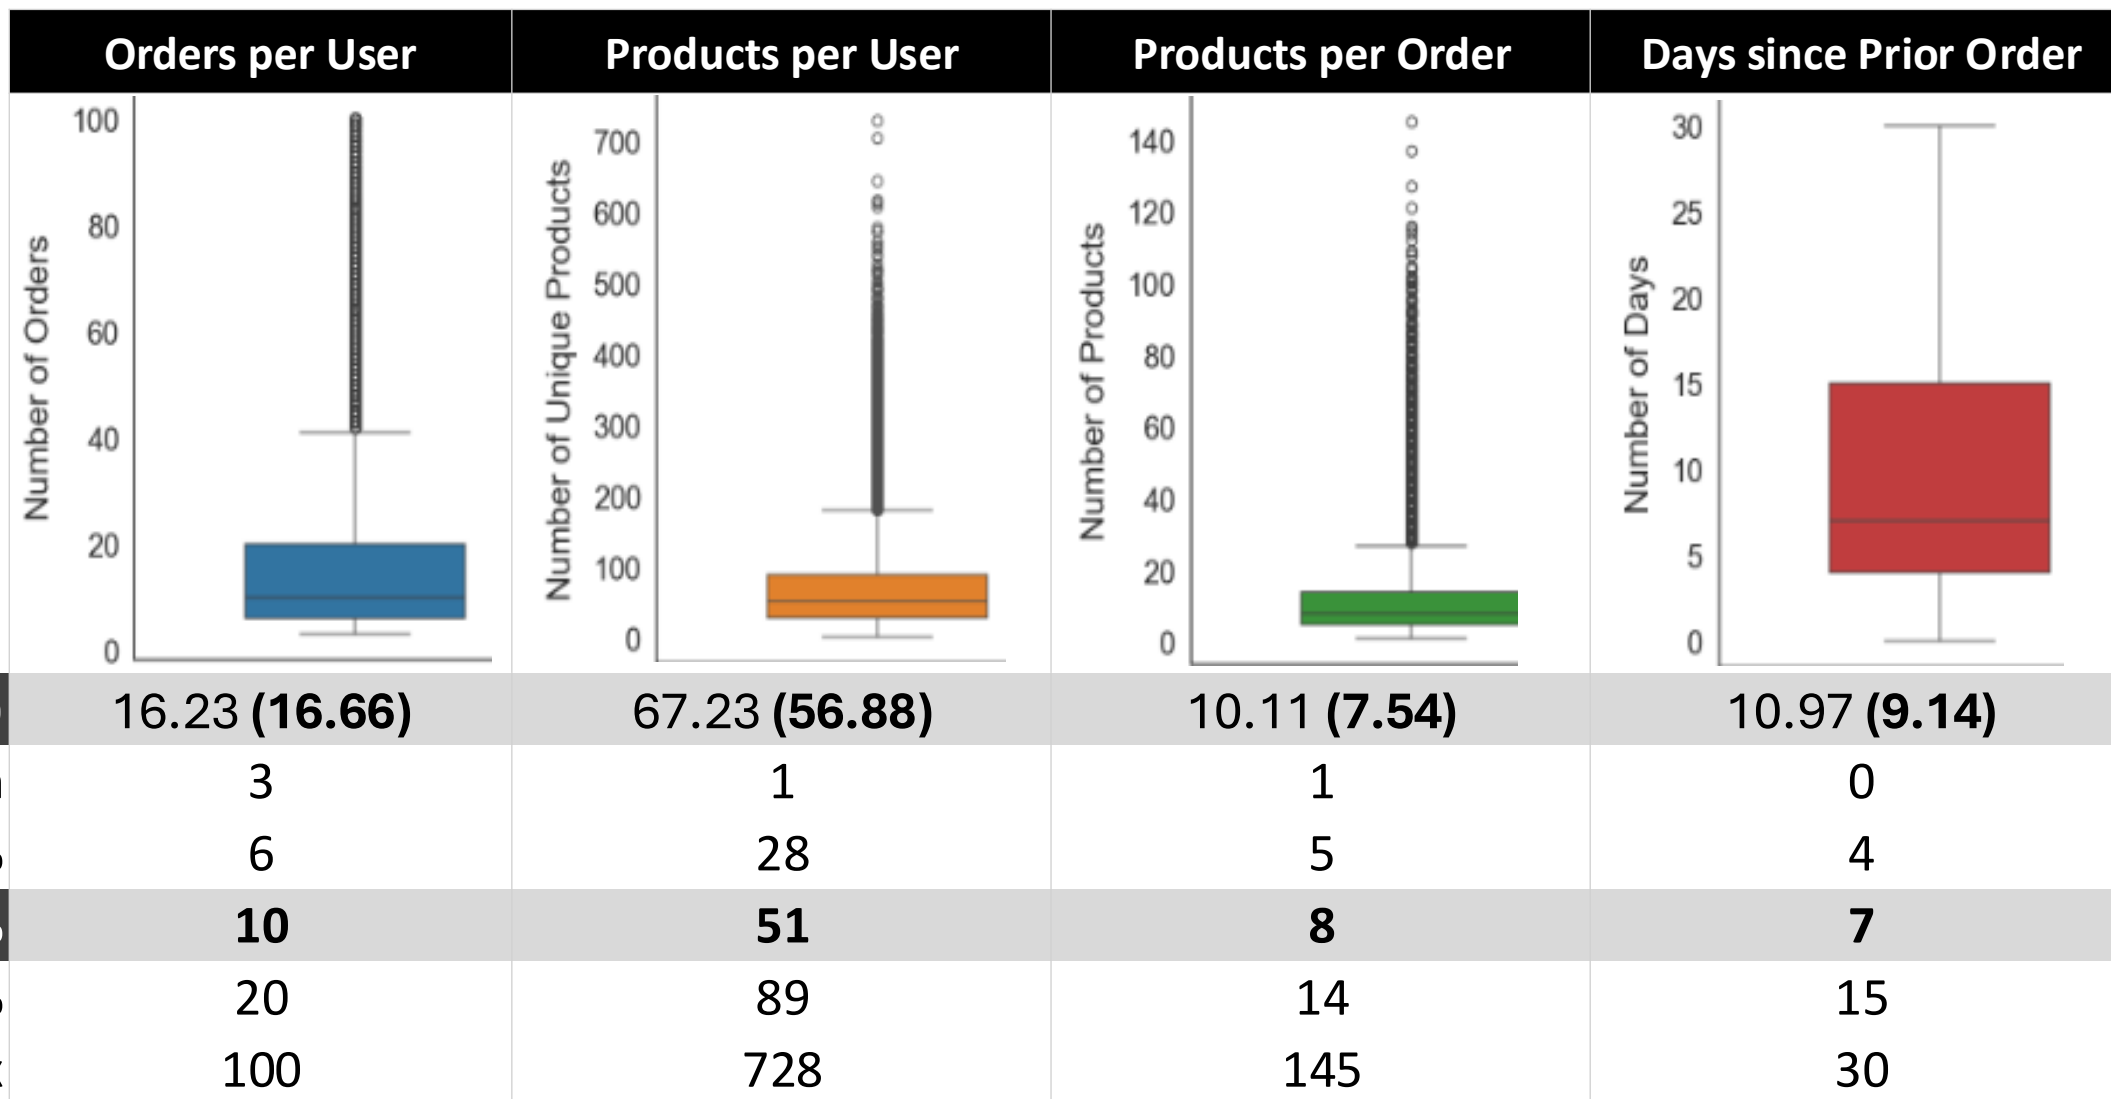 Orders per User
Products per User
Products per Order
Days since Prior Order
Number of Orders
100
80
60
40
20
0
Number of Unique Products
700
600
500
400
300
200
100
0
Number of Products
140
120
100
80
60
40
20
0
Number of Days
30
25
20
15
10
5
0
16.23 (16.66) 67.23 (56.88) 10.11 (7.54) 10.97 (9.14)
3 1 1 0
6 28 5 4
10 51 8 7
20 89 14 15
100 728 145 30